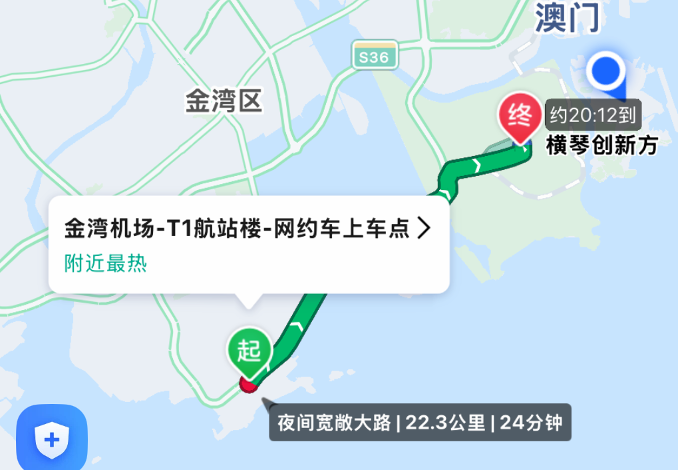 澳门
S36
金湾区
终
约20:12到
横琴创新方
金湾机场-T1航站楼-网约车上车点
附近最热
起
夜间宽敞大路 | 22.3公里 | 24分钟